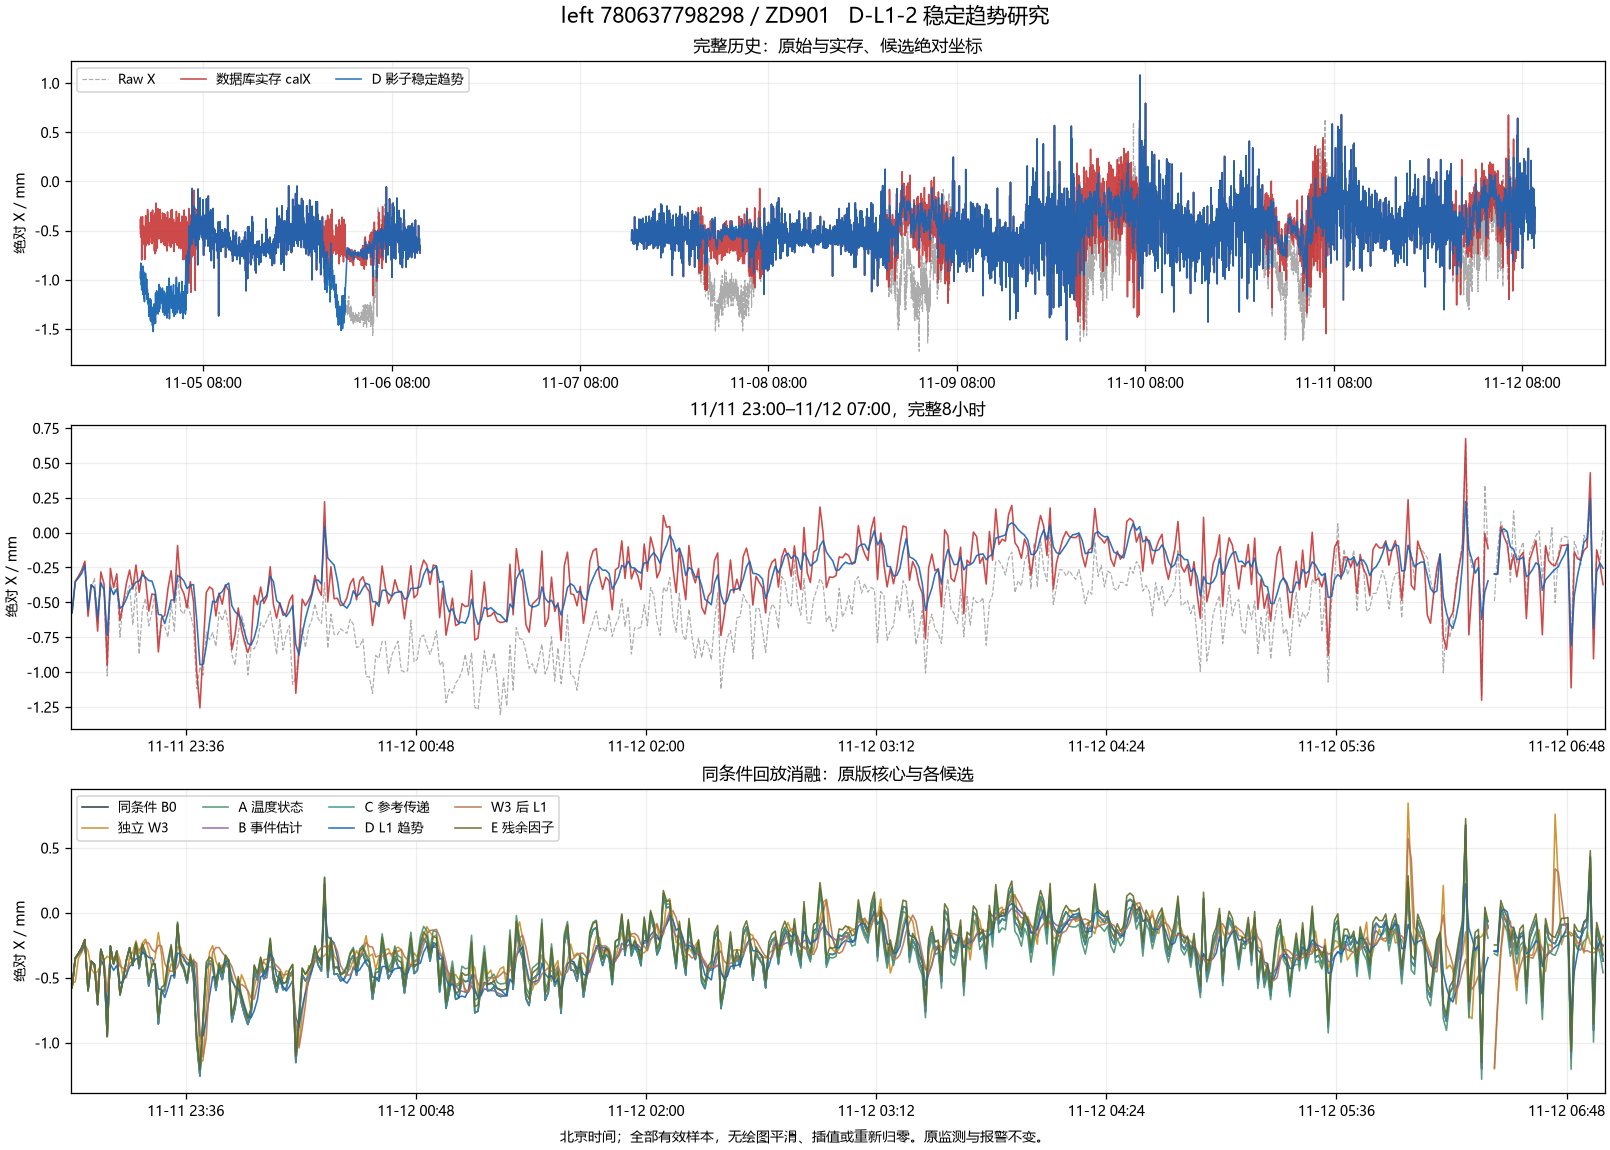 left 780637798298 / ZD901   D-L1-2 稳定趋势研究
完整历史：原始与实存、候选绝对坐标
Raw X
数据库实存 calX
D 影子稳定趋势
绝对 X / mm
1.0
0.5
0.0
-0.5
-1.0
-1.5
11-05 08:00
11-06 08:00
11-07 08:00
11-08 08:00
11-09 08:00
11-10 08:00
11-11 08:00
11-12 08:00
11/11 23:00–11/12 07:00，完整8小时
绝对 X / mm
0.75
0.50
0.25
0.00
-0.25
-0.50
-0.75
-1.00
-1.25
11-11 23:36
11-12 00:48
11-12 02:00
11-12 03:12
11-12 04:24
11-12 05:36
11-12 06:48
同条件回放消融：原版核心与各候选
同条件 B0
独立 W3
A 温度状态
B 事件估计
C 参考传递
D L1 趋势
W3 后 L1
E 残余因子
绝对 X / mm
0.5
0.0
-0.5
-1.0
11-11 23:36
11-12 00:48
11-12 02:00
11-12 03:12
11-12 04:24
11-12 05:36
11-12 06:48
北京时间；全部有效样本，无绘图平滑、插值或重新归零。原监测与报警不变。